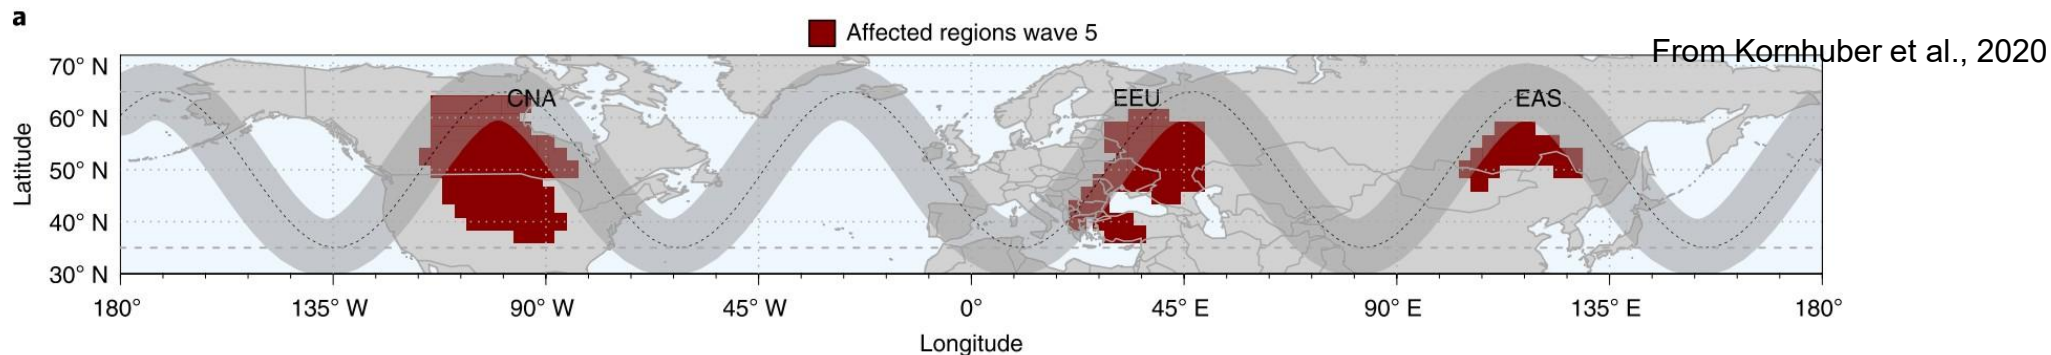 a
Affected regions wave 5
From Kornhuber et al., 2020
70° N
60° N
50° N
40° N
30° N
Latitude
CNA
EEU
EAS
180°
135° W
90° W
45° W
0°
45° E
90° E
135° E
180°
Longitude